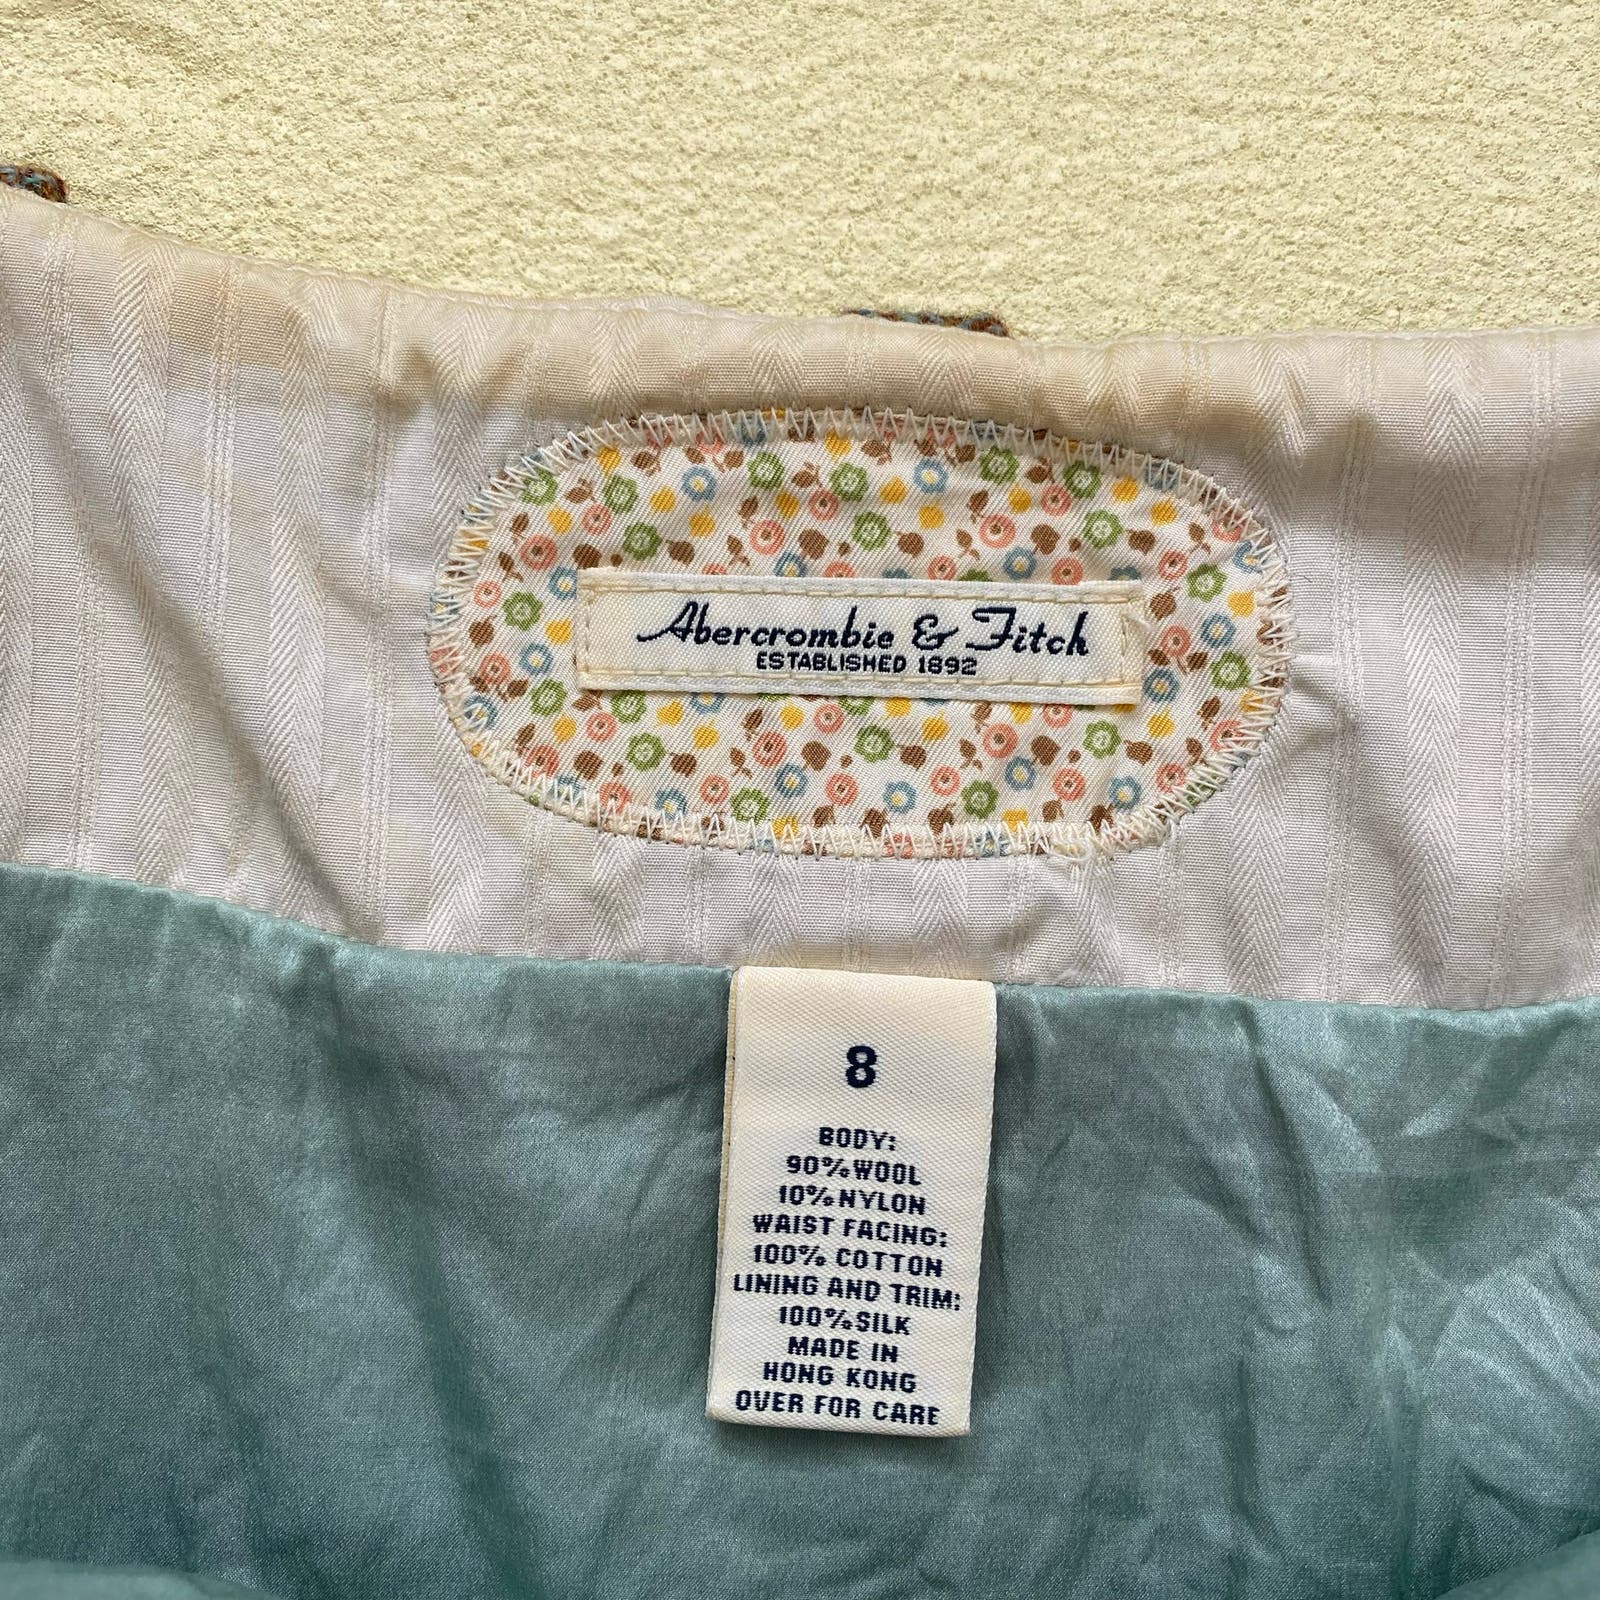 Abercrombie & Fitch
ESTABLISHED 1892
8
BODY:
90% WOOL
10% NYLON
WAIST FACING:
100% COTTON
LINING AND TRIM:
100% SILK
MADE IN
HONG KONG
OVER FOR CARE